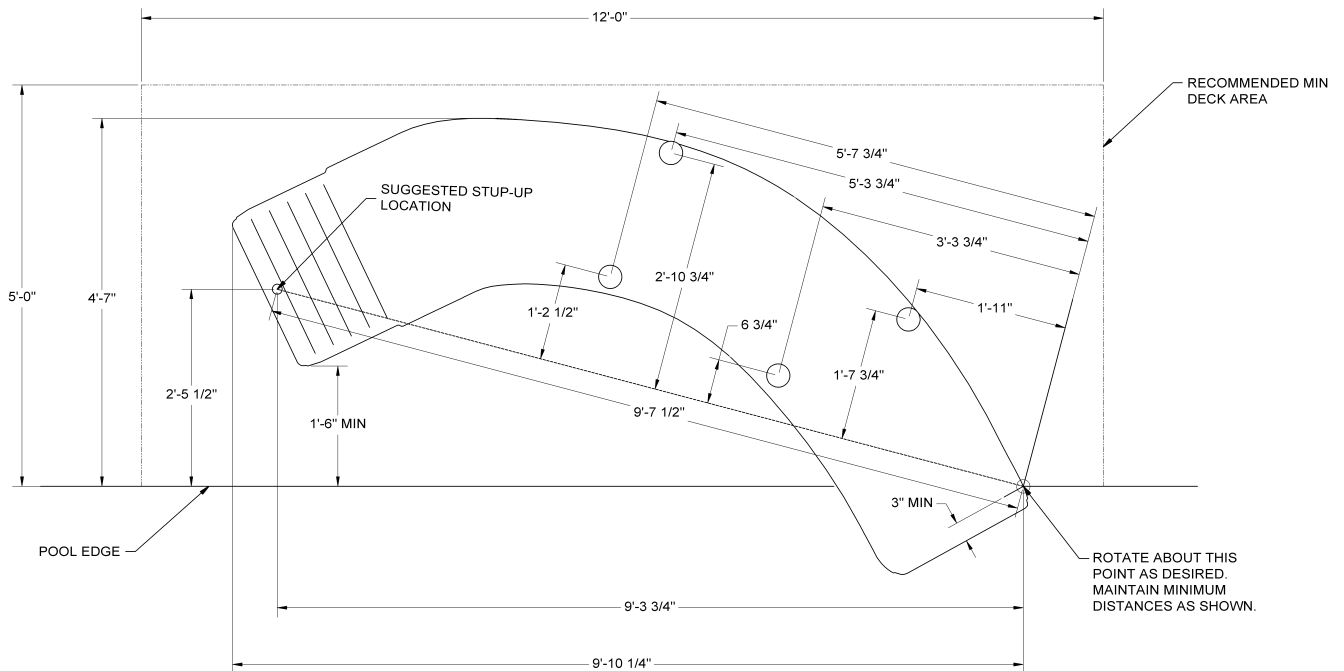 12'-0"
RECOMMENDED MIN
DECK AREA
5'-7 3/4"
5'-3 3/4"
SUGGESTED STUP-UP
LOCATION
3'-3 3/4"
2'-10 3/4"
5'-0"
4'-7"
1'-11"
1'-2 1/2"
6 3/4"
1'-7 3/4"
2'-5 1/2"
9'-7 1/2"
1'-6" MIN
3" MIN
POOL EDGE
ROTATE ABOUT THIS
POINT AS DESIRED.
MAINTAIN MINIMUM
DISTANCES AS SHOWN.
9'-3 3/4"
9'-10 1/4"